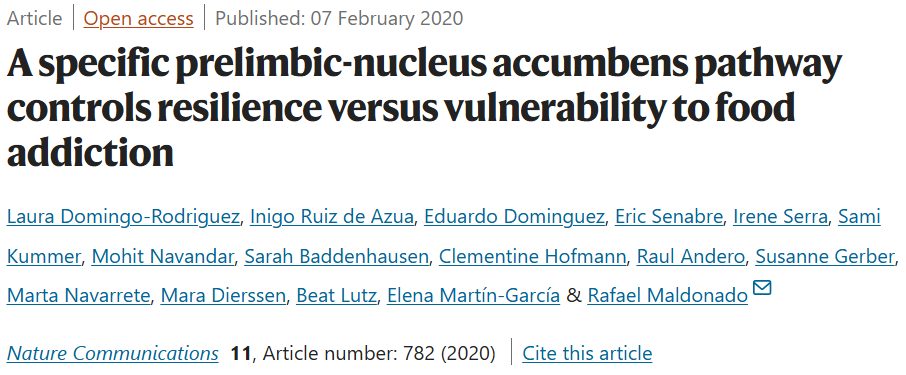 Article | Open access | Published: 07 February 2020
A specific prelimbic-nucleus accumbens pathway
controls resilience versus vulnerability to food
addiction
Laura Domingo-Rodriguez, Inigo Ruiz de Azua, Eduardo Dominguez, Eric Senabre, Irene Serra, Sami
Kummer, Mohit Navandar, Sarah Baddenhausen, Clementine Hofmann, Raul Andero, Susanne Gerber,
Marta Navarrete, Mara Dierssen, Beat Lutz, Elena Martín-García & Rafael Maldonado
Nature Communications 11, Article number: 782 (2020) | Cite this article